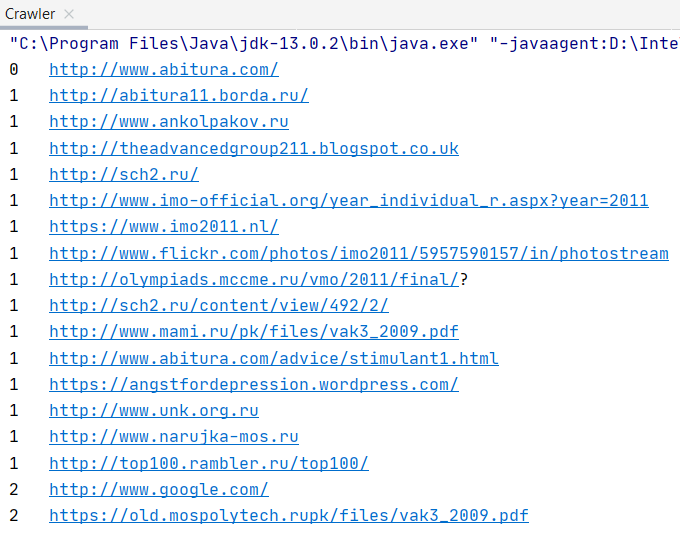 Crawler
"C:\Program Files\Java\jdk-13.0.2\bin\java.exe" "-javaagent:D:\Inte
0 http://www.abitura.com/
1 http://abitura11.borda.ru/
1 http://www.ankolpakov.ru
1 http://theadvancedgroup211.blogspot.co.uk
1 http://sch2.ru/
1 http://www.imo-official.org/year_individual_r.aspx?year=2011
1 https://www.imo2011.nl/
1 http://www.flickr.com/photos/imo2011/5957590157/in/photostream
1 http://olympiads.mccme.ru/vmo/2011/final/?
1 http://sch2.ru/content/view/492/2/
1 http://www.mami.ru/pk/files/vak3_2009.pdf
1 http://www.abitura.com/advice/stimulant1.html
1 https://angstfordepression.wordpress.com/
1 http://www.unk.org.ru
1 http://www.narujka-mos.ru
1 http://top100.rambler.ru/top100/
2 http://www.google.com/
2 https://old.mospolytech.rupk/files/vak3_2009.pdf